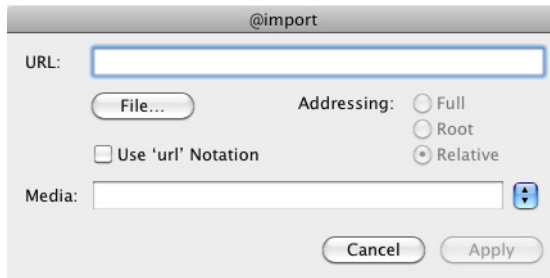 @import
URL:
File... Addressing: Full
Root
Use ‘url’ Notation Relative
Media:
Cancel Apply